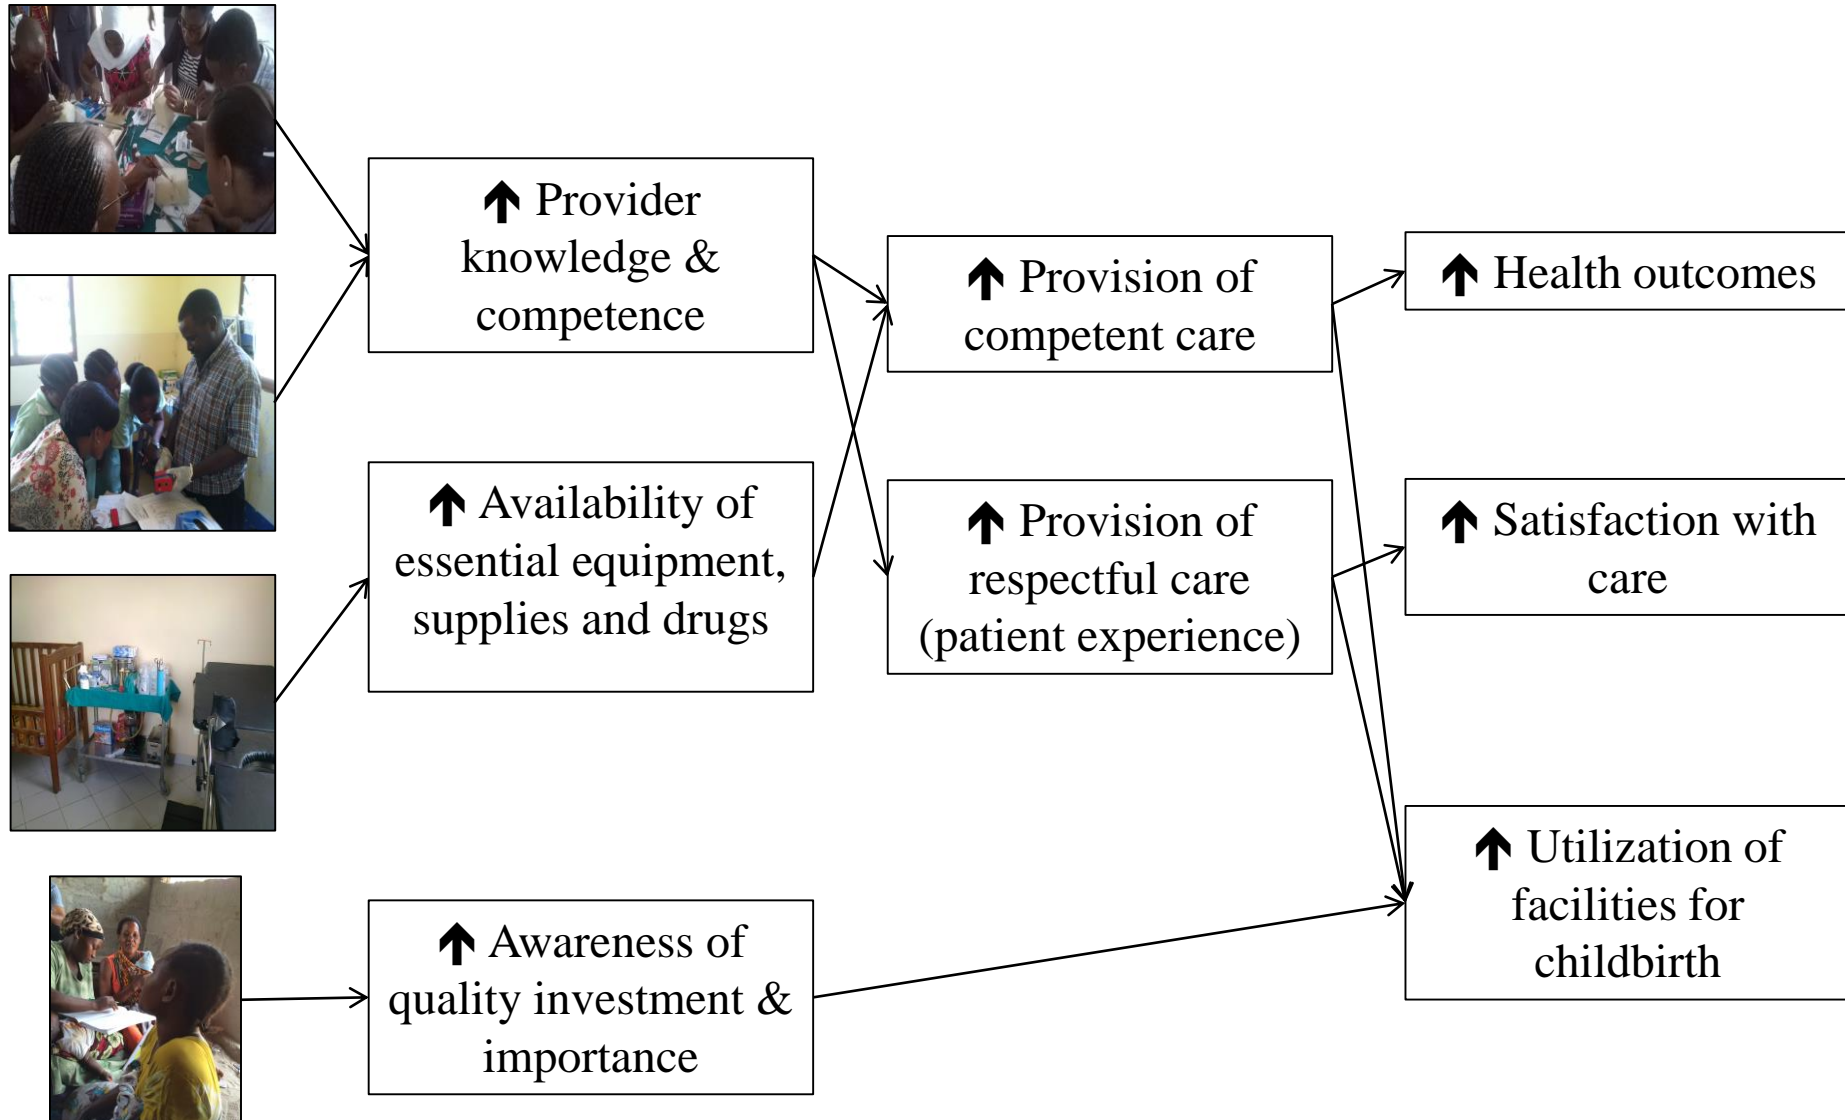 🡅 Provider
knowledge &
competence
🡅 Availability of
essential equipment,
supplies and drugs
🡅 Awareness of
quality investment &
importance
🡅 Provision of
competent care
🡅 Provision of
respectful care
(patient experience)
🡅 Health outcomes
🡅 Satisfaction with
care
🡅 Utilization of
facilities for
childbirth